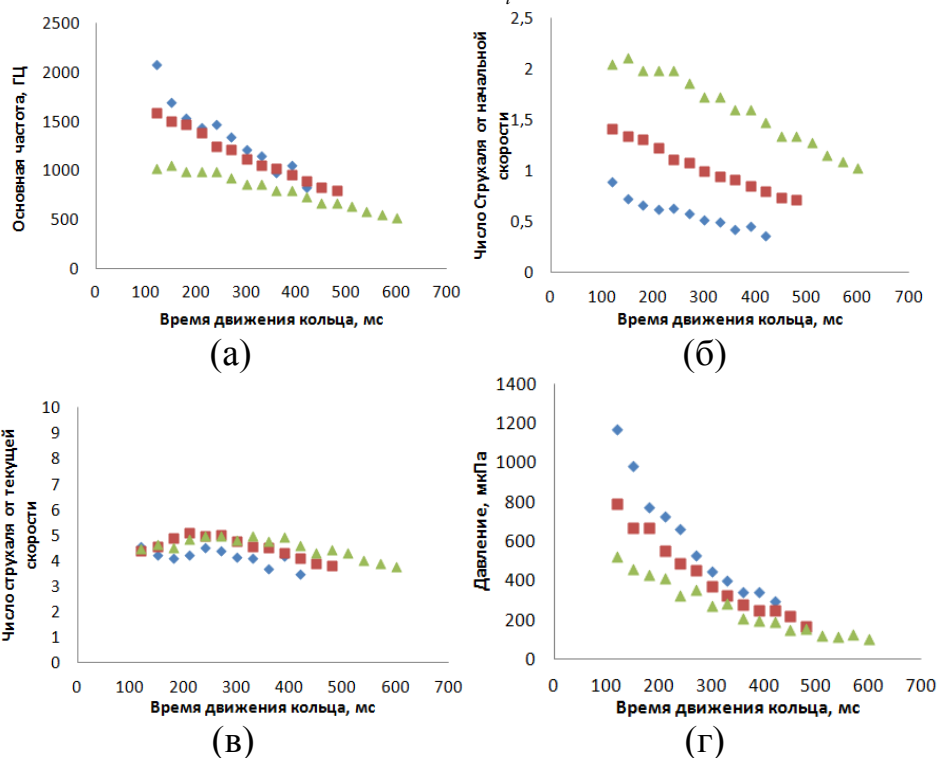 2500
2000
1500
1000
500
0
0 100 200 300 400 500 600 700
Основная частота, ГЦ
Время движения кольца, мс
(а)
2,5
2
1,5
1
0,5
0
0 100 200 300 400 500 600 700
Число Струкаля от начальной
скорости
Время движения кольца, мс
(б)
10
9
8
7
6
5
4
3
2
1
0
0 100 200 300 400 500 600 700
Число струкаля от текущей
скорости
Время движения кольца, мс
(в)
1400
1200
1000
800
600
400
200
0
0 100 200 300 400 500 600 700
Давление, мкПа
Время движения кольца, мс
(г)